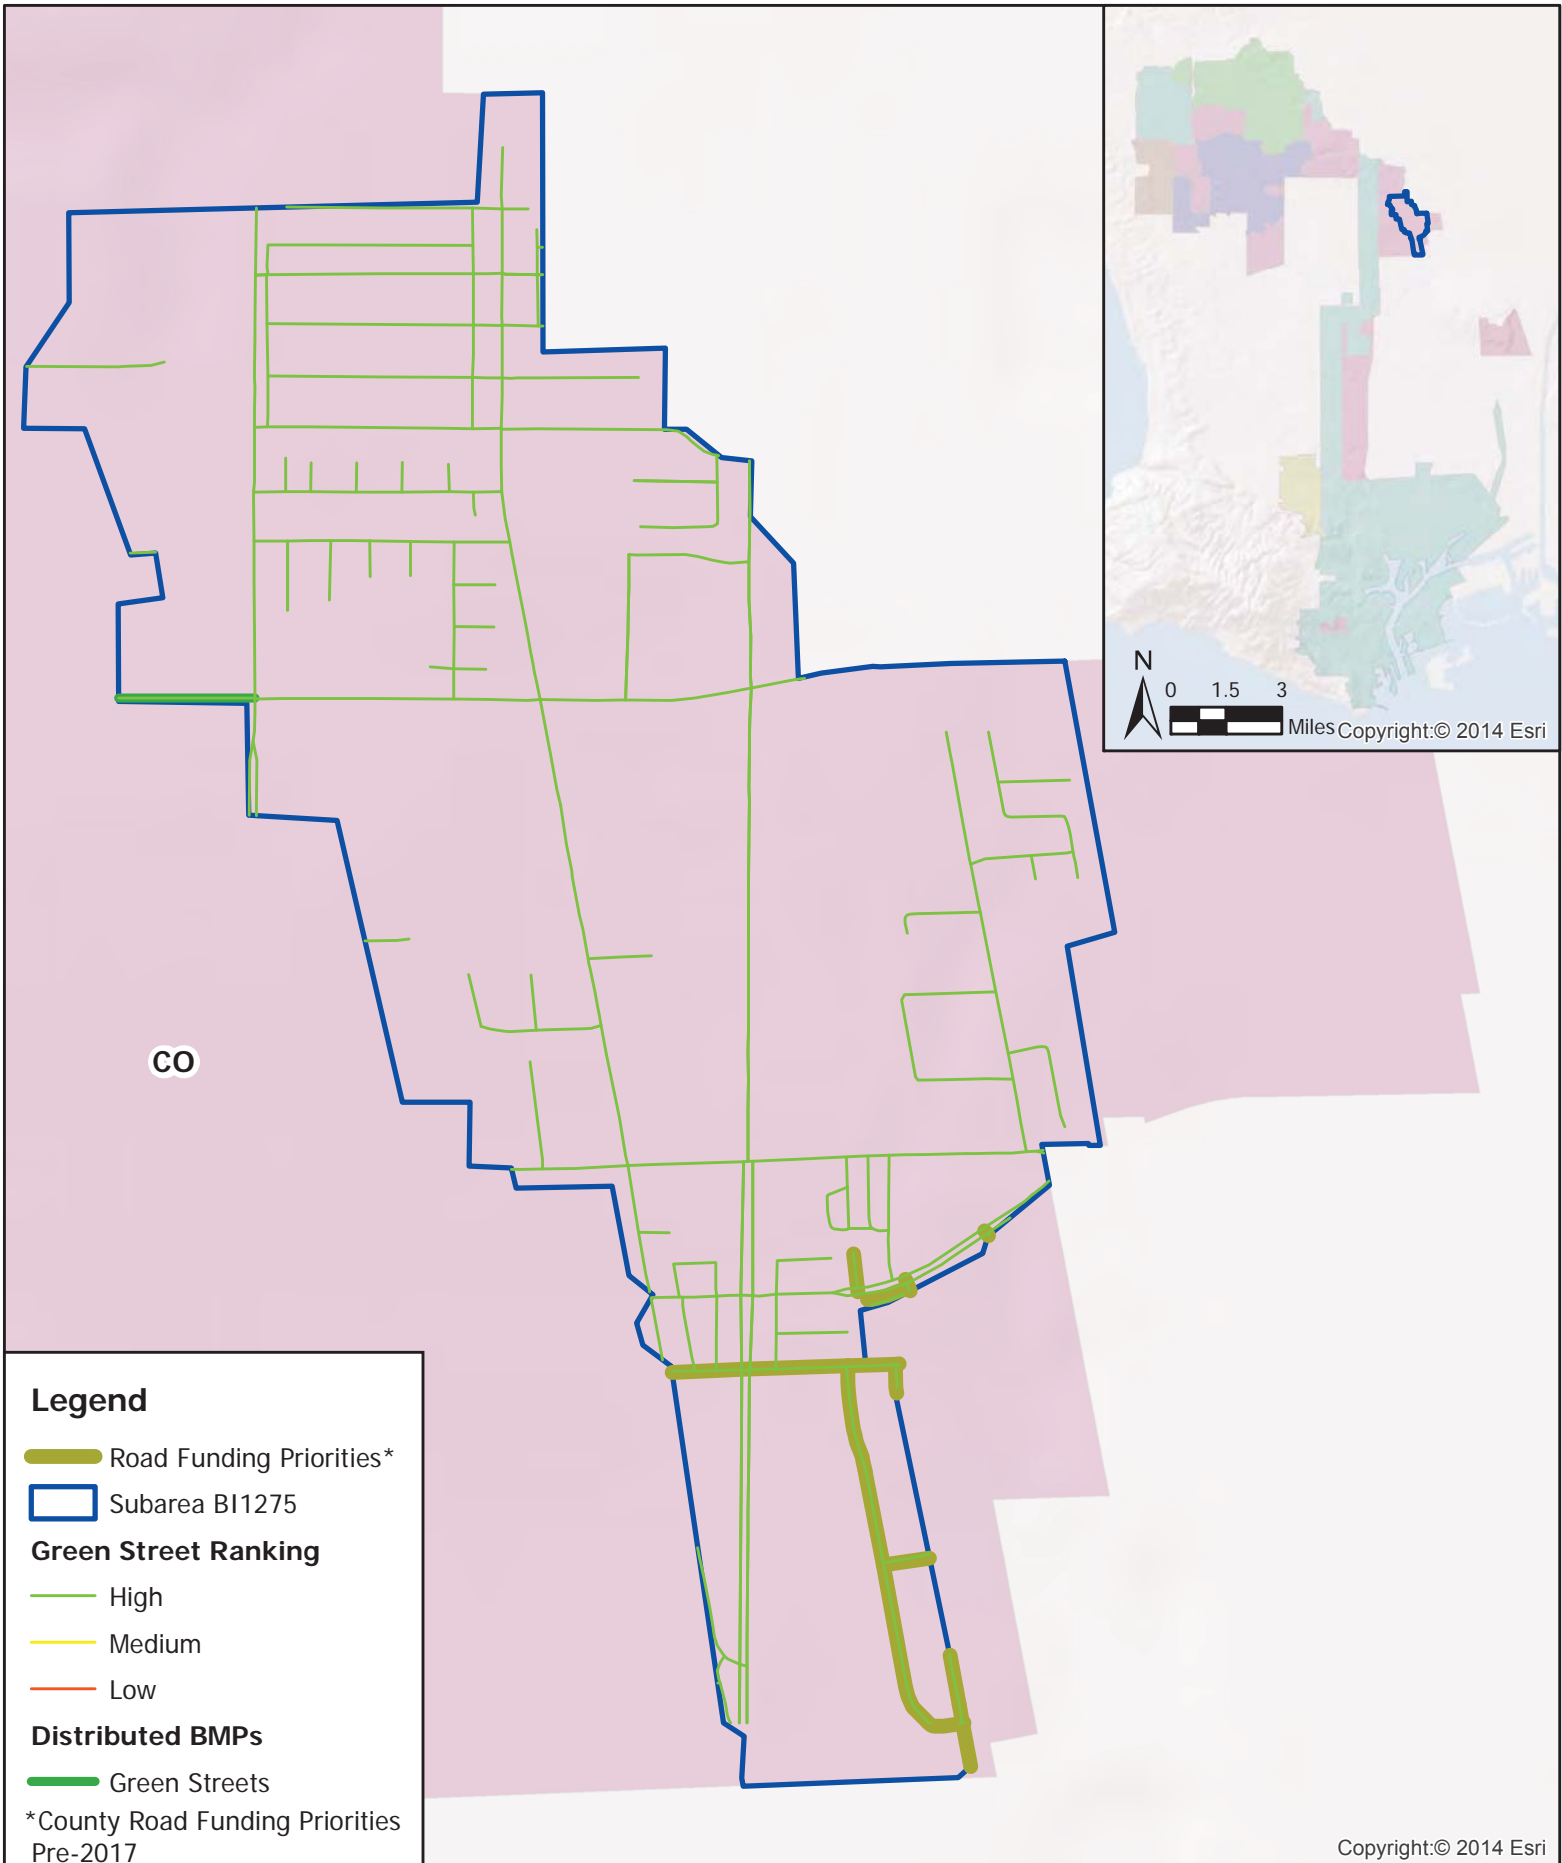 N
0 1.5 3
Miles
Copyright:© 2014 Esri
CO
Legend
Road Funding Priorities*
Subarea BI1275
Green Street Ranking
High
Medium
Low
Distributed BMPs
Green Streets
*County Road Funding Priorities
Pre-2017
Copyright:© 2014 Esri